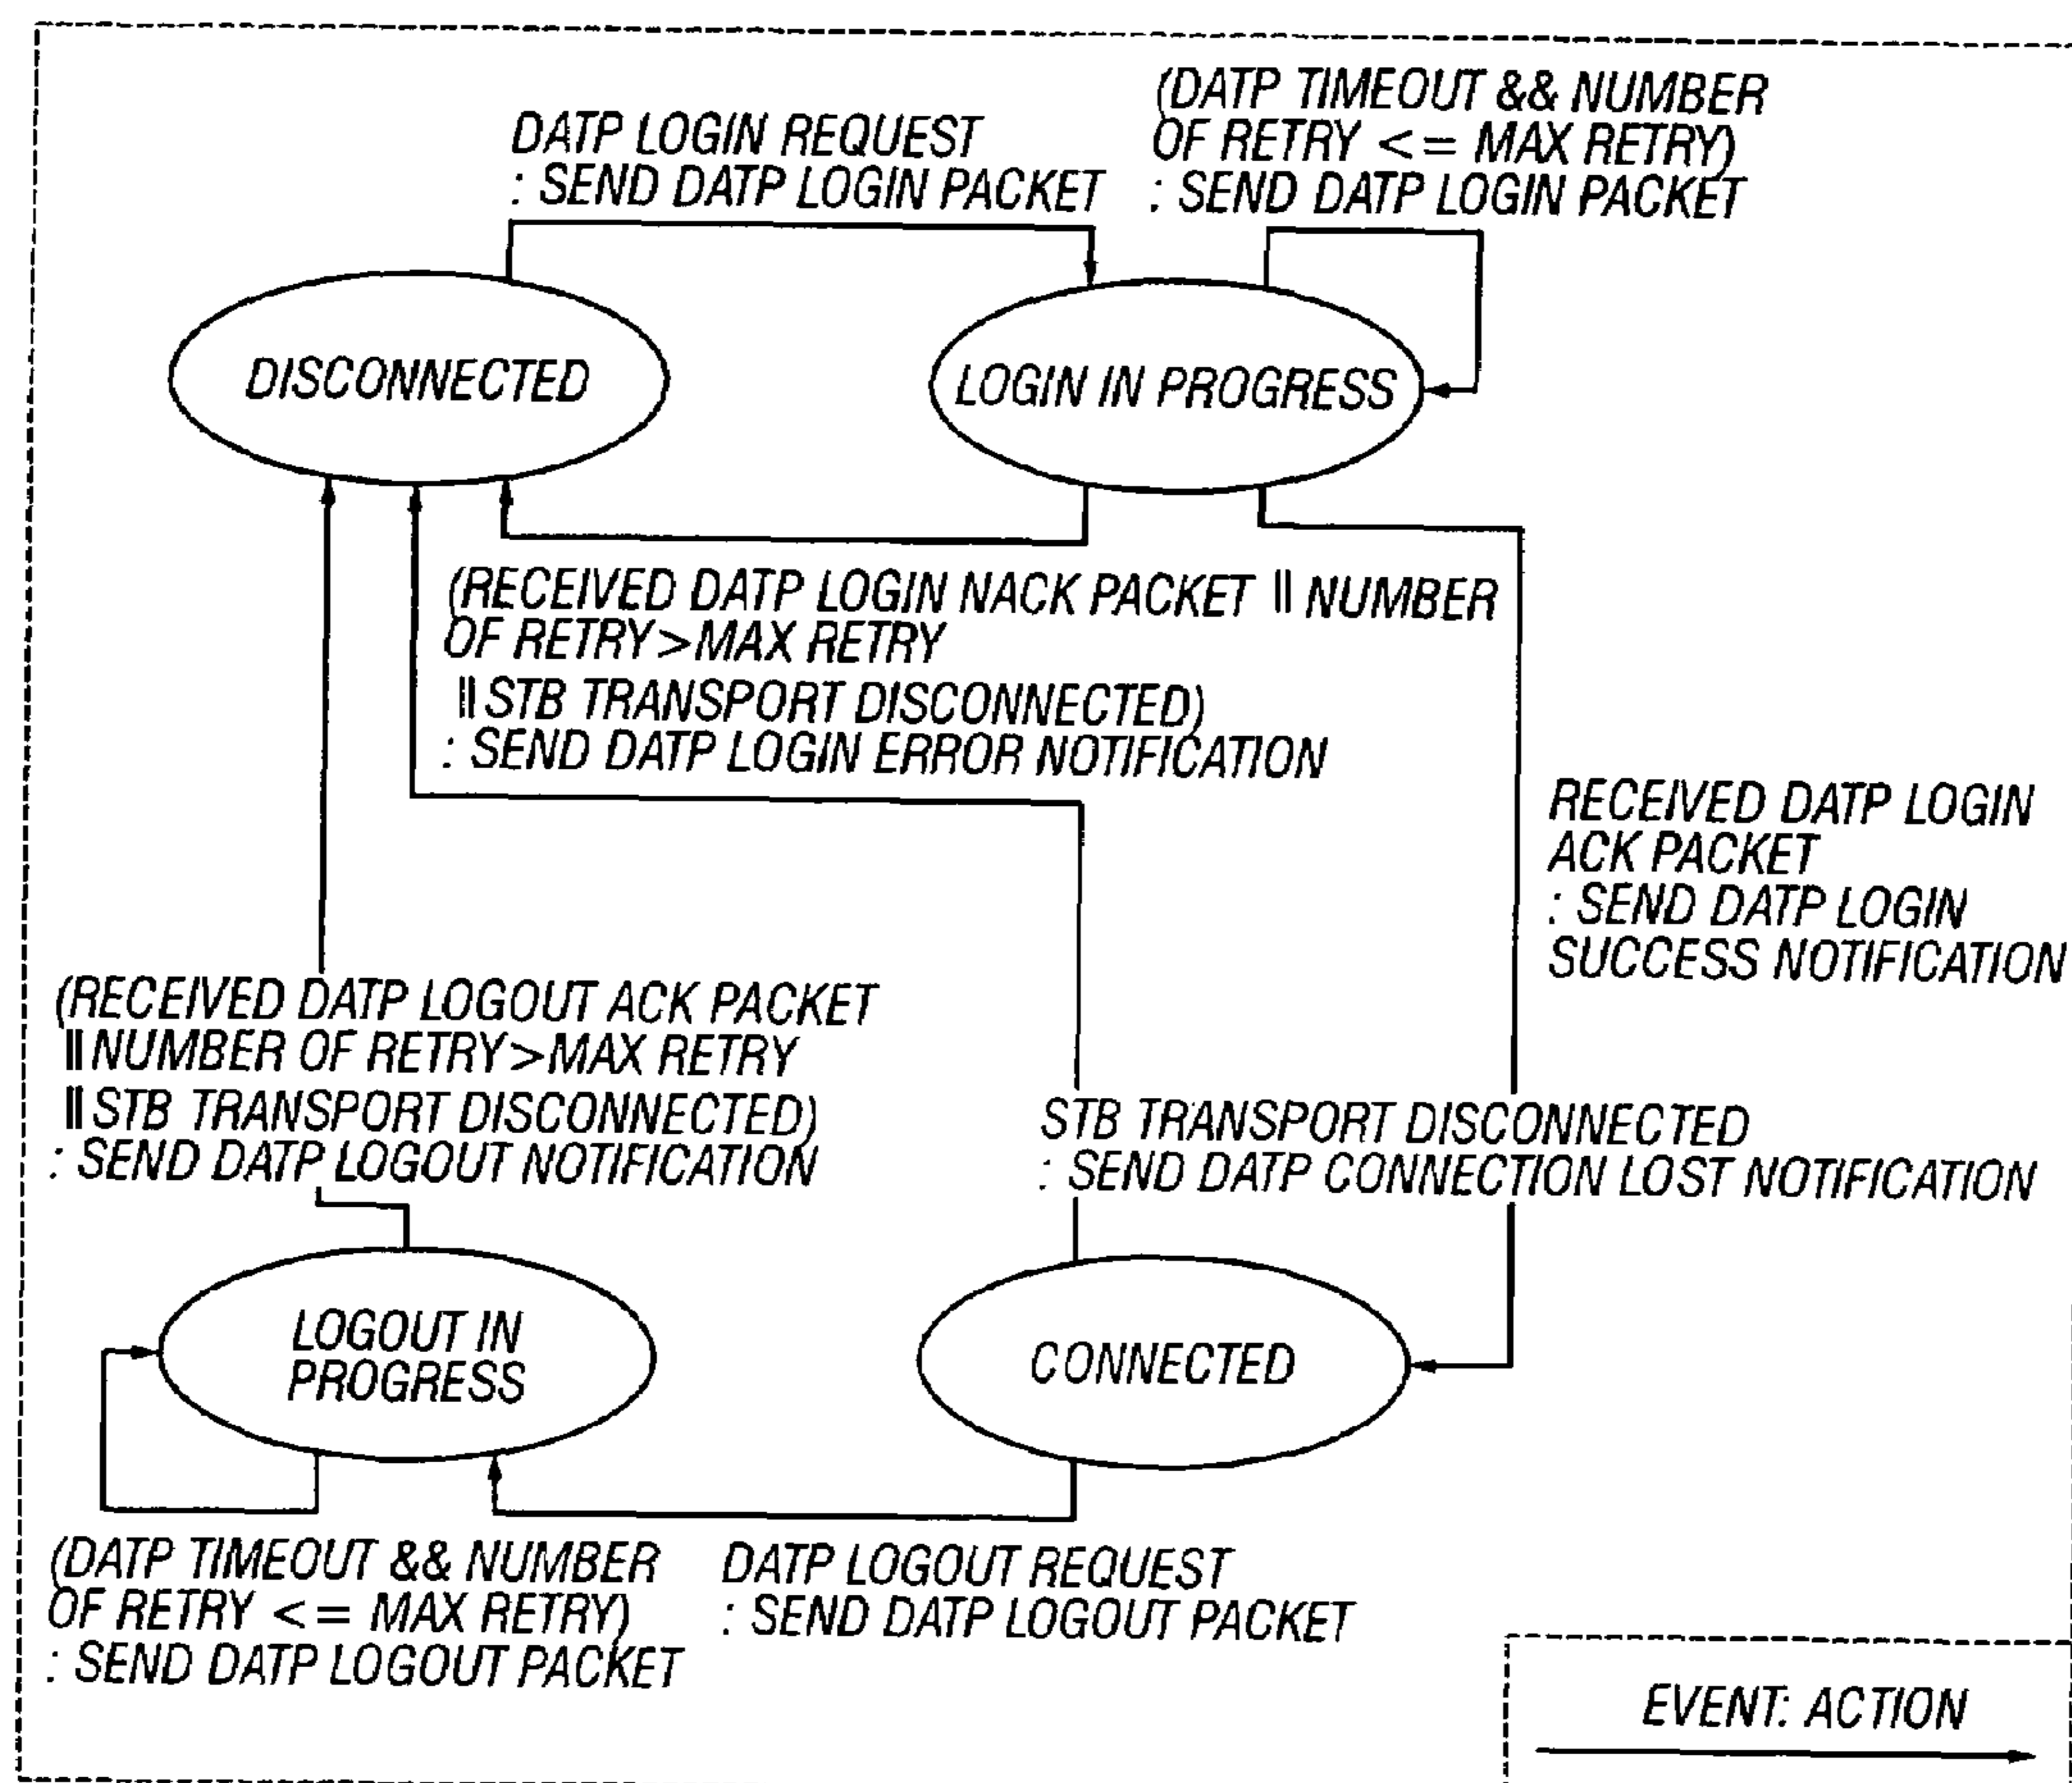 DATP LOGIN REQUEST
: SEND DATP LOGIN PACKET
(DATP TIMEOUT && NUMBER
OF RETRY <= MAX RETRY)
: SEND DATP LOGIN PACKET
DISCONNECTED
LOGIN IN PROGRESS
(RECEIVED DATP LOGIN NACK PACKET || NUMBER
OF RETRY>MAX RETRY
|| STB TRANSPORT DISCONNECTED)
: SEND DATP LOGIN ERROR NOTIFICATION
RECEIVED DATP LOGIN
ACK PACKET
: SEND DATP LOGIN
SUCCESS NOTIFICATION
(RECEIVED DATP LOGOUT ACK PACKET
|| NUMBER OF RETRY>MAX RETRY
|| STB TRANSPORT DISCONNECTED)
: SEND DATP LOGOUT NOTIFICATION
STB TRANSPORT DISCONNECTED
: SEND DATP CONNECTION LOST NOTIFICATION
LOGOUT IN
PROGRESS
CONNECTED
(DATP TIMEOUT && NUMBER
OF RETRY <= MAX RETRY)
: SEND DATP LOGOUT PACKET
DATP LOGOUT REQUEST
: SEND DATP LOGOUT PACKET
EVENT: ACTION